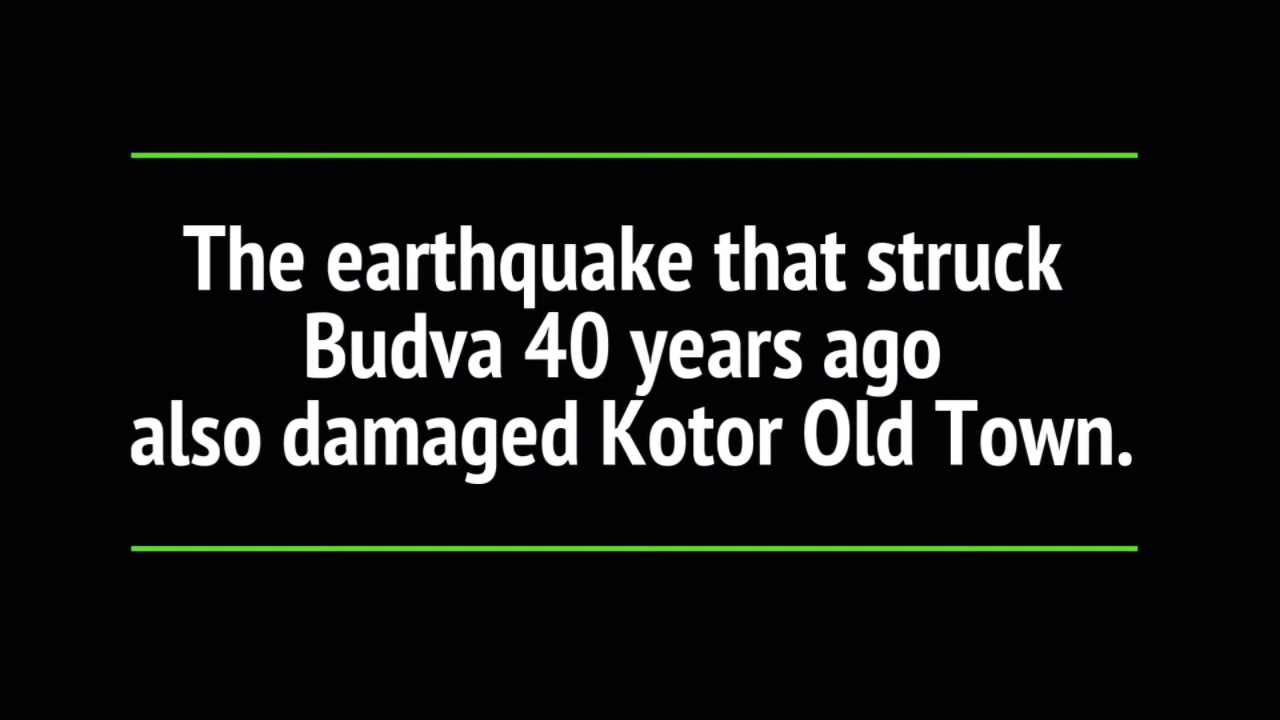 The earthquake that struck
Budva 40 years ago
also damaged Kotor Old Town.